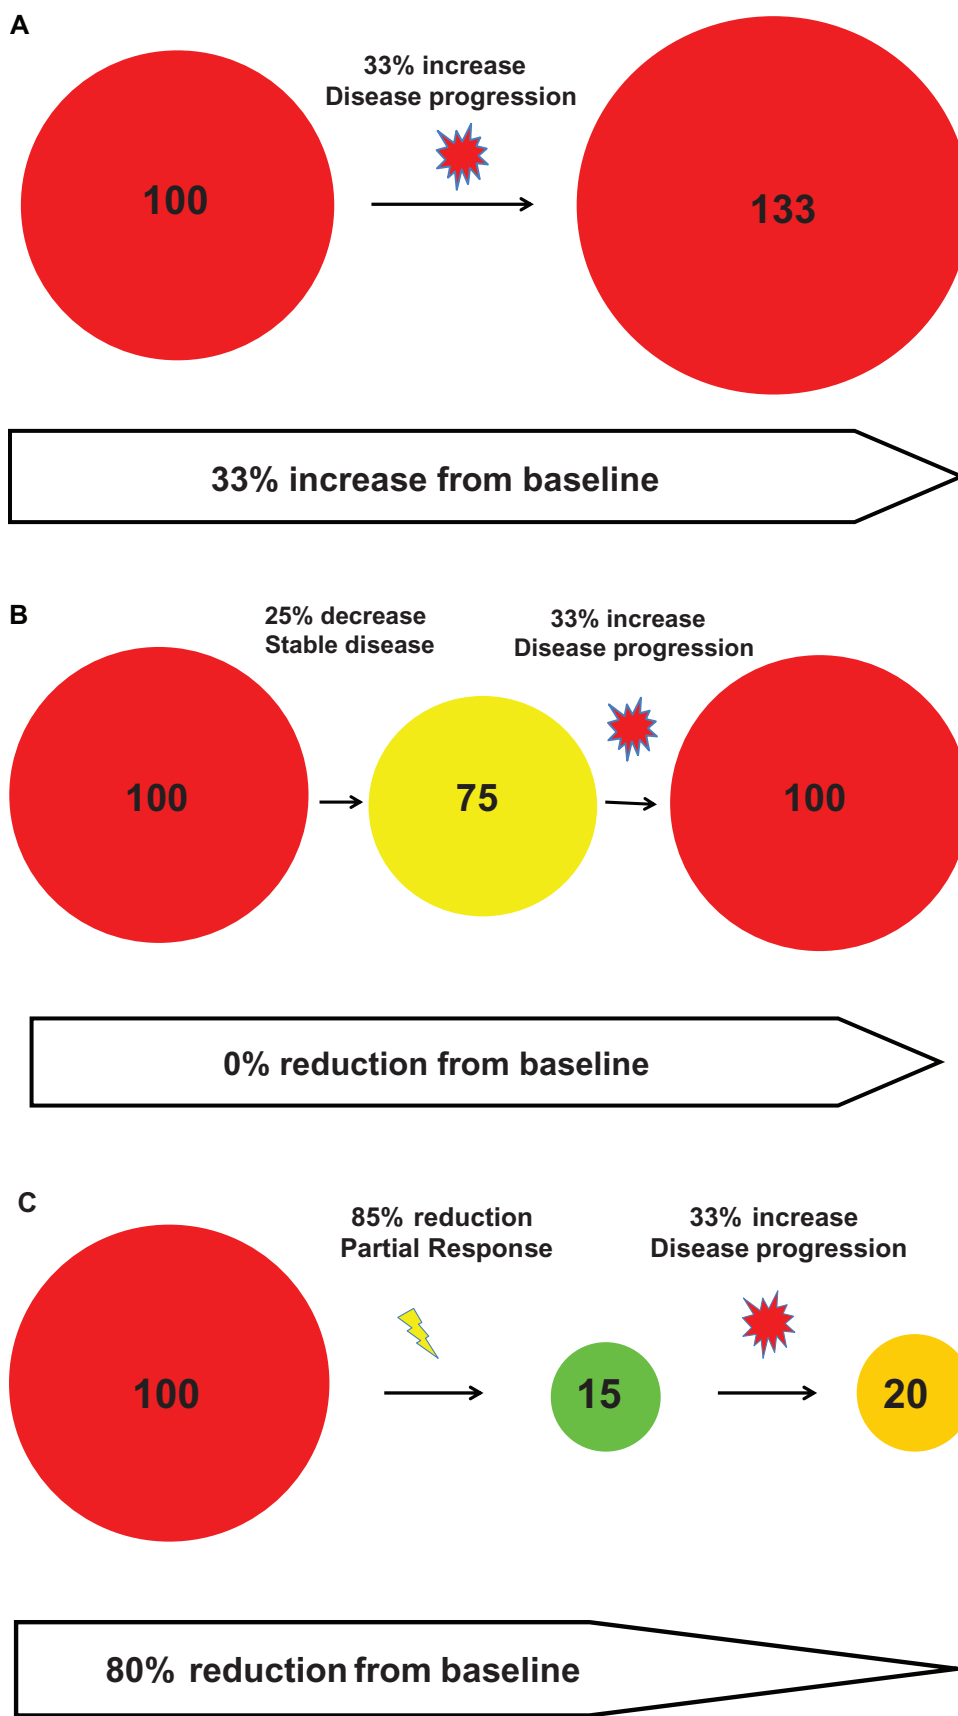 A
33% increase
Disease progression
100
133
33% increase from baseline
B
25% decrease
Stable disease
33% increase
Disease progression
100
75
100
0% reduction from baseline
C
85% reduction
Partial Response
33% increase
Disease progression
100
15
20
80% reduction from baseline